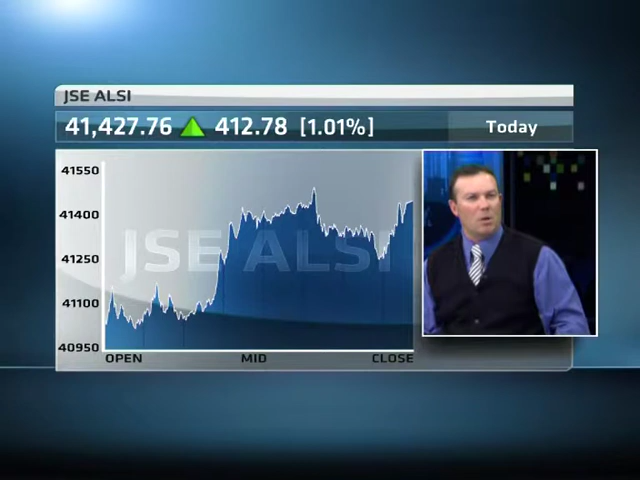 JSE ALSI
41,427.76 ▲ 412.78 [1.01%] Today
41550
41400
41250
41100
40950
JSE ALSI
OPEN MID CLOSE